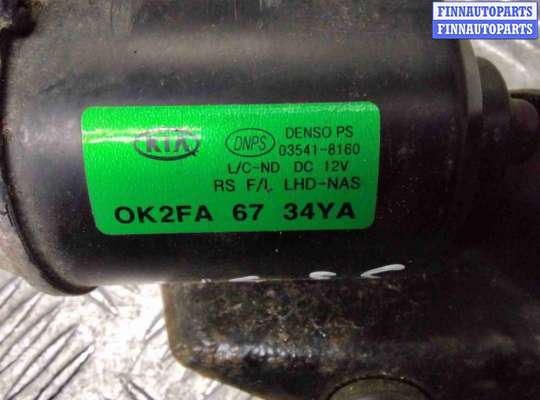 FINNAUTOPARTS
FINNAUTOPARTS
KIA
DNPS
DENSO PS
03541-8160
L/C-ND DC 12V
RS F/L LHD-NAS
OK2FA 67 34YA